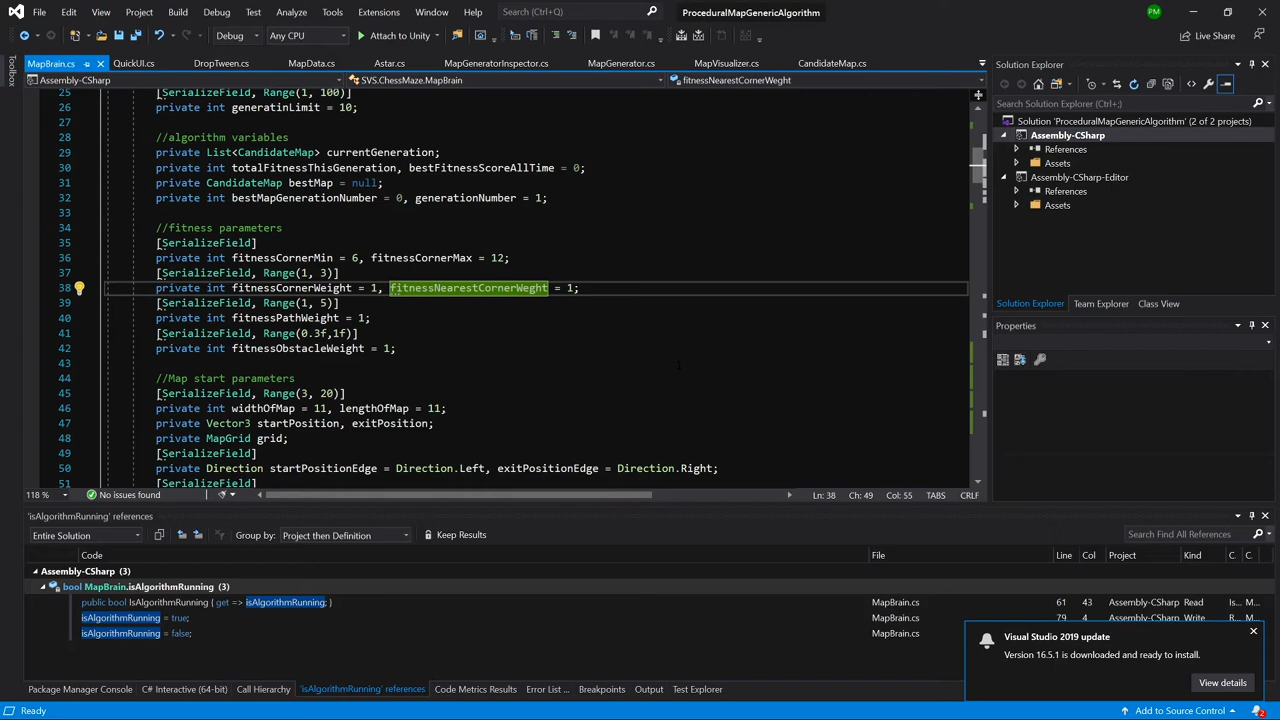 File Edit View Project Build Debug Test Analyze Tools Extensions Window Help Search (Ctrl+Q) ProceduralMapGenericAlgorithm PM
Debug Any CPU Attach to Unity Live Share
MapBrain.cs QuickUI.cs DropTween.cs MapData.cs Astar.cs MapGeneratorInspector.cs MapGenerator.cs MapVisualizer.cs CandidateMap.cs
Assembly-CSharp SVS.ChessMaze.MapBrain fitnessNearestCornerWeght
Toolbox
25 [SerializeField, Range(1, 100)]
26 private int generatinLimit = 10;
27
28 //algorithm variables
29 private List<CandidateMap> currentGeneration;
30 private int totalFitnessThisGeneration, bestFitnessScoreAllTime = 0;
31 private CandidateMap bestMap = null;
32 private int bestMapGenerationNumber = 0, generationNumber = 1;
33
34 //fitness parameters
35 [SerializeField]
36 private int fitnessCornerMin = 6, fitnessCornerMax = 12;
37 [SerializeField, Range(1, 3)]
38 private int fitnessCornerWeight = 1, fitnessNearestCornerWeght = 1;
39 [SerializeField, Range(1, 5)]
40 private int fitnessPathWeight = 1;
41 [SerializeField, Range(0.3f,1f)]
42 private int fitnessObstacleWeight = 1;
43
44 //Map start parameters
45 [SerializeField, Range(3, 20)]
46 private int widthOfMap = 11, lengthOfMap = 11;
47 private Vector3 startPosition, exitPosition;
48 private MapGrid grid;
49 [SerializeField]
50 private Direction startPositionEdge = Direction.Left, exitPositionEdge = Direction.Right;
51 [SerializeField]
118 % No issues found Ln: 38 Ch: 49 Col: 55 TABS CRLF
Solution Explorer
Search Solution Explorer (Ctrl+;)
Solution 'ProceduralMapGenericAlgorithm' (2 of 2 projects)
Assembly-CSharp
References
Assets
Assembly-CSharp-Editor
References
Assets
Solution Explorer Team Explorer Class View
Properties
'isAlgorithmRunning' references
Entire Solution Group by: Project then Definition Keep Results Search Find All References
Code File Line Col Project Kind C... C...
Assembly-CSharp (3)
bool MapBrain.isAlgorithmRunning (3)
public bool IsAlgorithmRunning { get => isAlgorithmRunning; } MapBrain.cs 61 43 Assembly-CSharp Read Is... M...
isAlgorithmRunning = true; MapBrain.cs 79 4 Assembly-CSharp Write M...
isAlgorithmRunning = false; MapBrain.cs
Visual Studio 2019 update
Version 16.5.1 is downloaded and ready to install.
View details
Package Manager Console C# Interactive (64-bit) Call Hierarchy 'isAlgorithmRunning' references Code Metrics Results Error List ... Breakpoints Output Test Explorer
Ready Add to Source Control 2